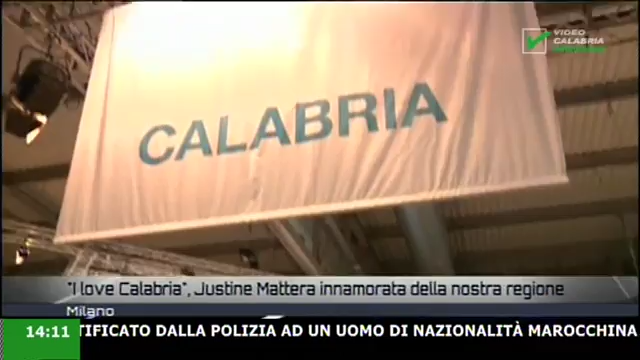 VIDEO
CALABRIA
CALABRIA
"I love Calabria", Justine Mattera innamorata della nostra regione
Milano
14:11
TIFICATO DALLA POLIZIA AD UN UOMO DI NAZIONALITÀ MAROCCHINA